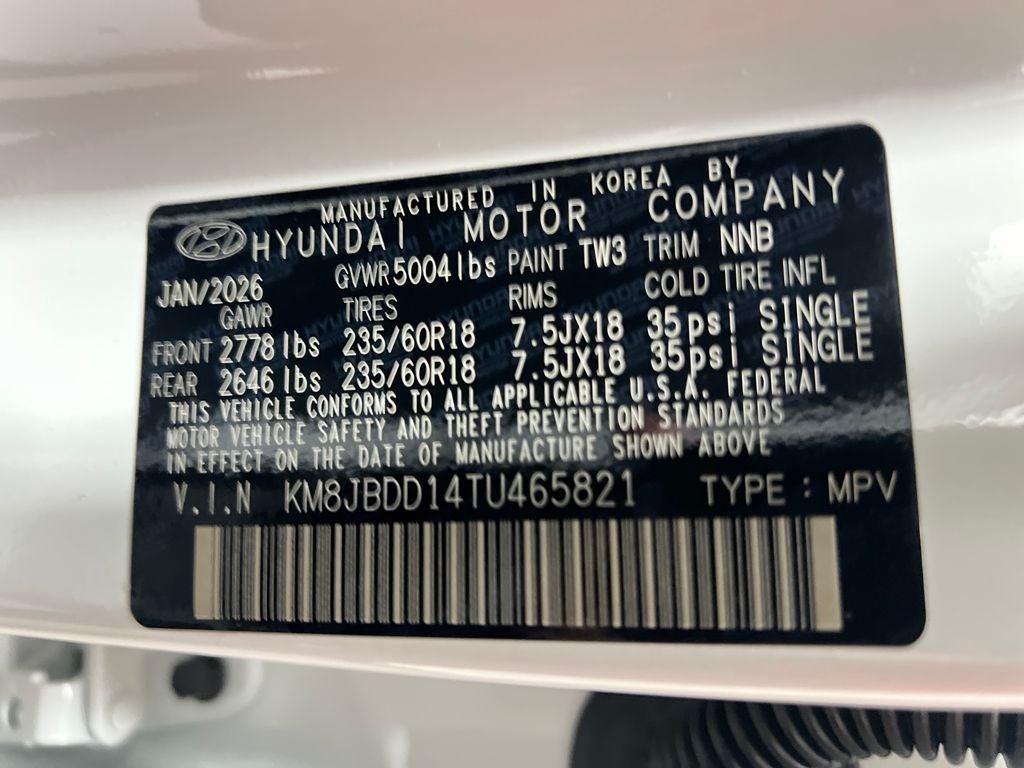 MANUFACTURED IN KOREA BY
HYUNDAI MOTOR COMPANY
JAN/2026 GVWR 5004 lbs PAINT TW3 TRIM NNB
GAWR TIRES RIMS COLD TIRE INFL
FRONT 2778 lbs 235/60R18 7.5JX18 35psi SINGLE
REAR 2646 lbs 235/60R18 7.5JX18 35psi SINGLE
THIS VEHICLE CONFORMS TO ALL APPLICABLE U.S.A. FEDERAL
MOTOR VEHICLE SAFETY AND THEFT PREVENTION STANDARDS
IN EFFECT ON THE DATE OF MANUFACTURE SHOWN ABOVE
V.I.N KM8JBDD14TU465821 TYPE : MPV